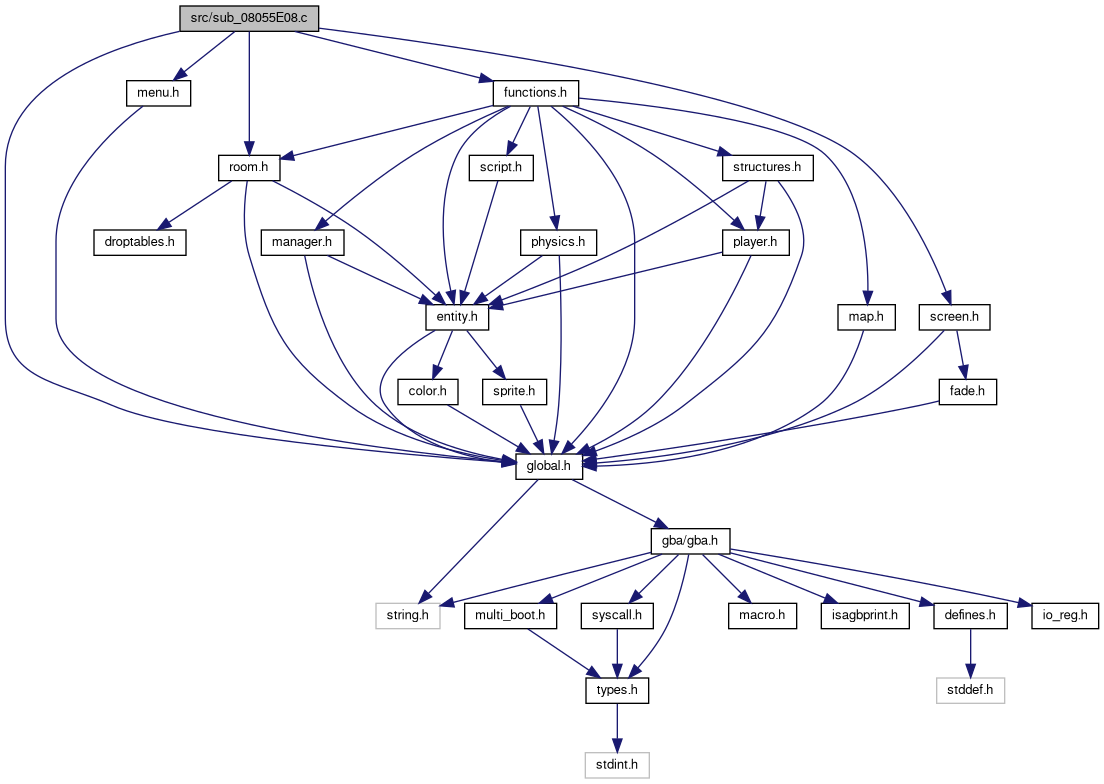 src/sub_08055E08.c
menu.h
functions.h
room.h
script.h
structures.h
droptables.h
manager.h
physics.h
player.h
entity.h
map.h
screen.h
color.h
sprite.h
fade.h
global.h
gba/gba.h
string.h
multi_boot.h
syscall.h
macro.h
isagbprint.h
defines.h
io_reg.h
types.h
stddef.h
stdint.h